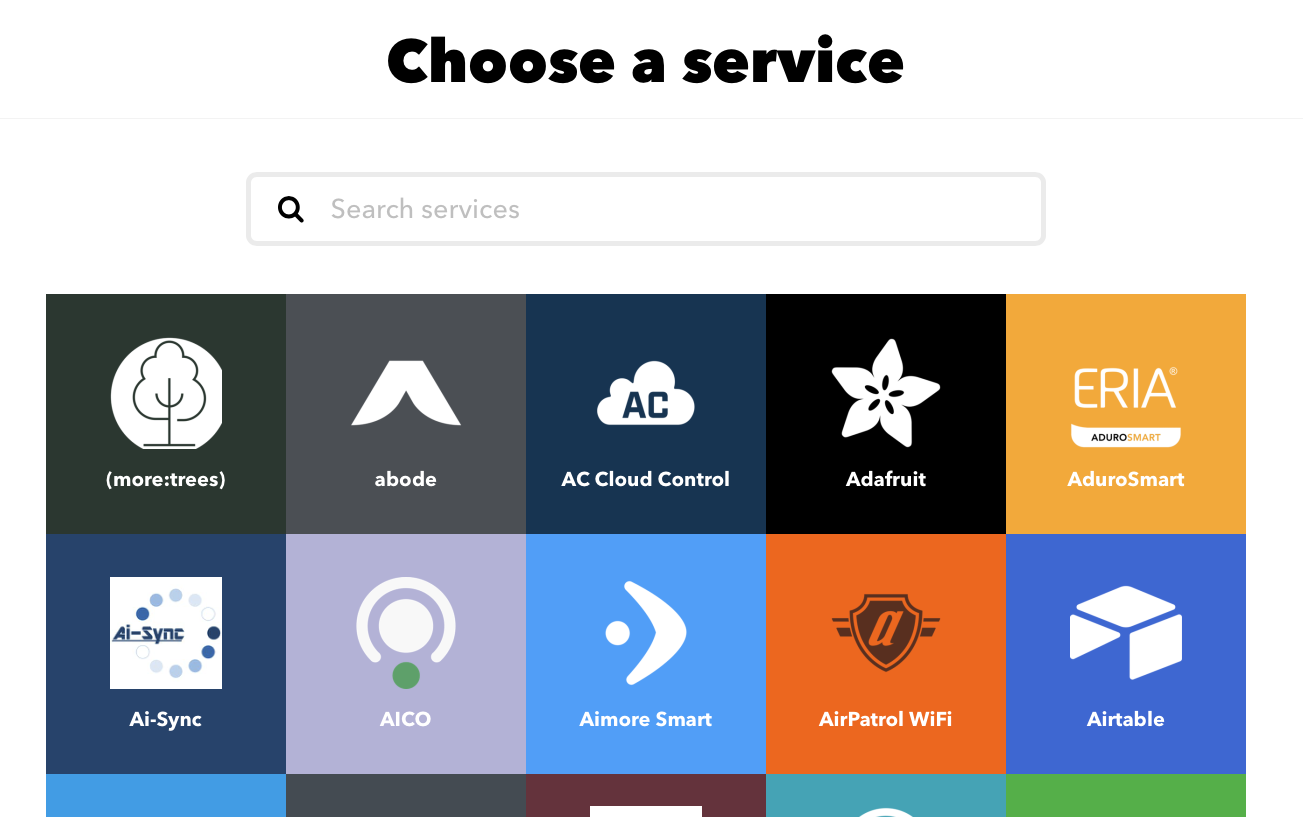 Choose a service
Search services
AC
ERIA®
ADUROSMART
(more:trees)
abode
AC Cloud Control
Adafruit
AduroSmart
Ai-Sync
a
Ai-Sync
AICO
Aimore Smart
AirPatrol WiFi
Airtable